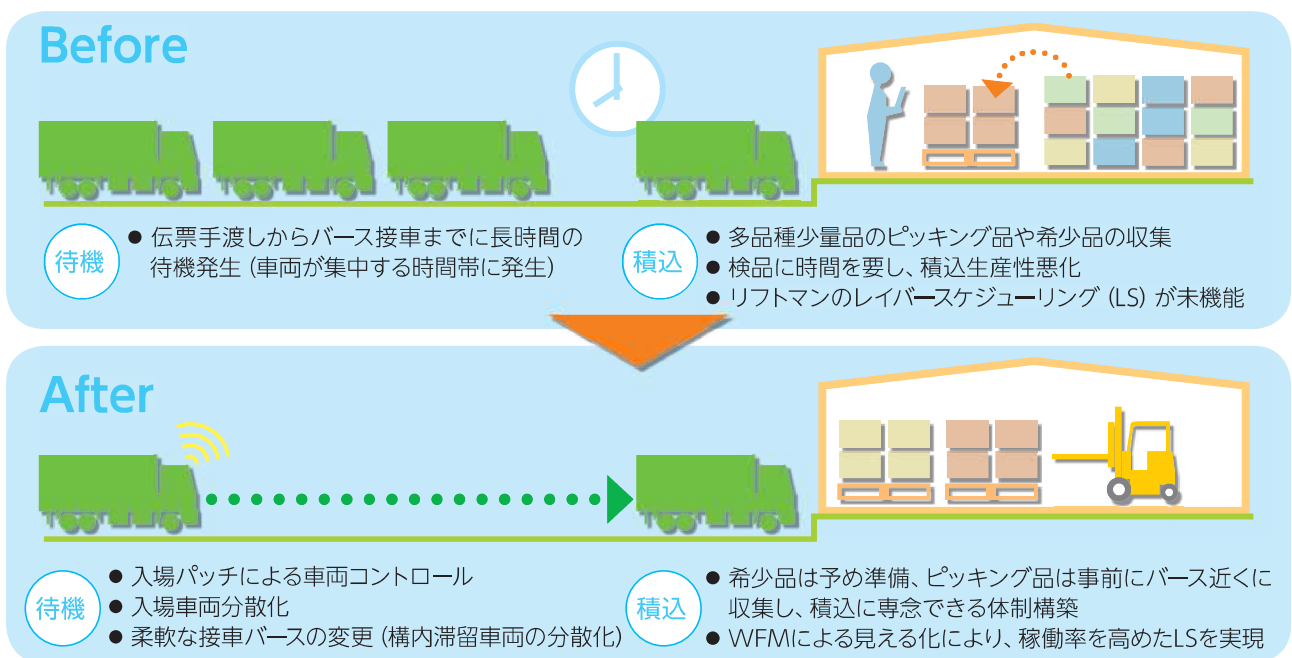 Before
待機
● 伝票手渡しからバース接車までに長時間の
待機発生（車両が集中する時間帯に発生）
積込
● 多品種少量品のピッキング品や希少品の収集
● 検品に時間を要し、積込生産性悪化
● リフトマンのレイバースケジューリング（LS）が未機能
After
待機
● 入場パッチによる車両コントロール
● 入場車両分散化
● 柔軟な接車バースの変更（構内滞留車両の分散化）
積込
● 希少品は予め準備、ピッキング品は事前にバース近くに
収集し、積込に専念できる体制構築
● WFMによる見える化により、稼働率を高めたLSを実現